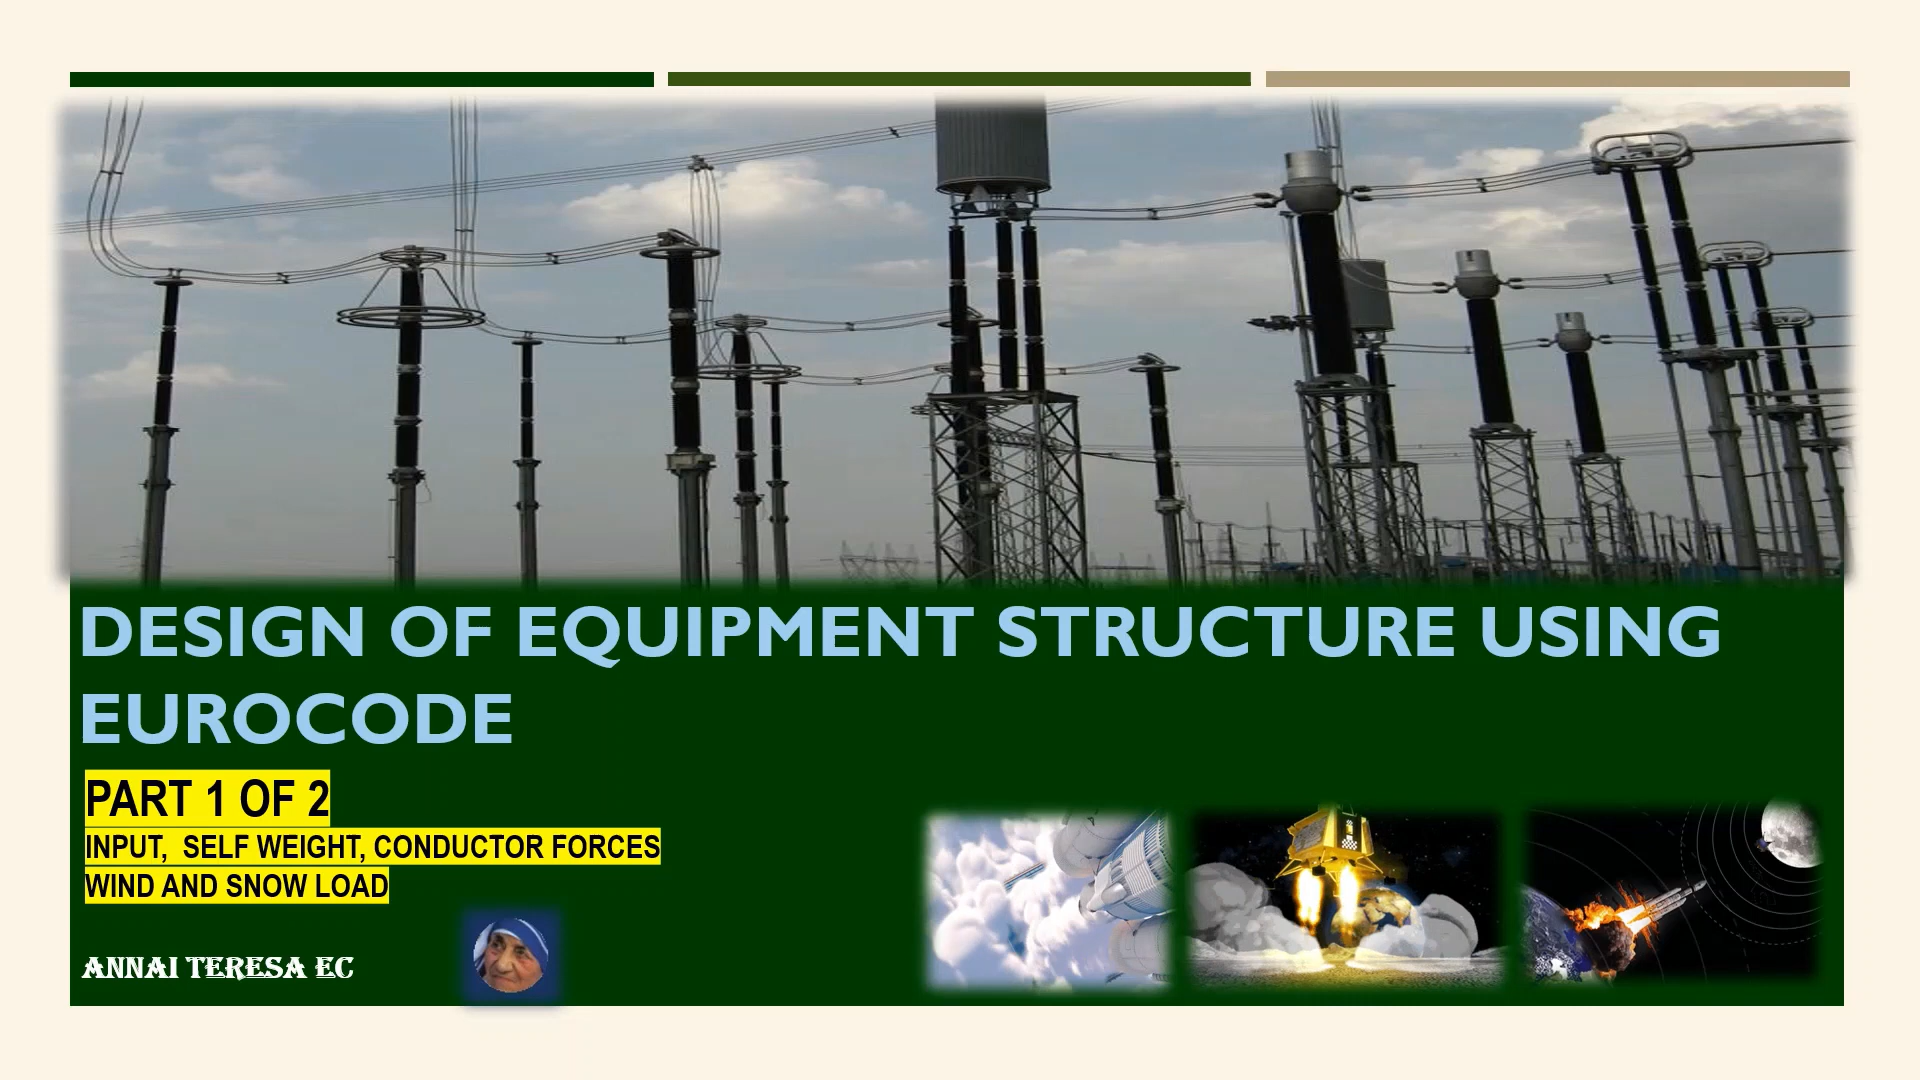 DESIGN OF EQUIPMENT STRUCTURE USING
EUROCODE
PART 1 OF 2
INPUT,  SELF WEIGHT, CONDUCTOR FORCES
WIND AND SNOW LOAD
ANNAI TERESA EC